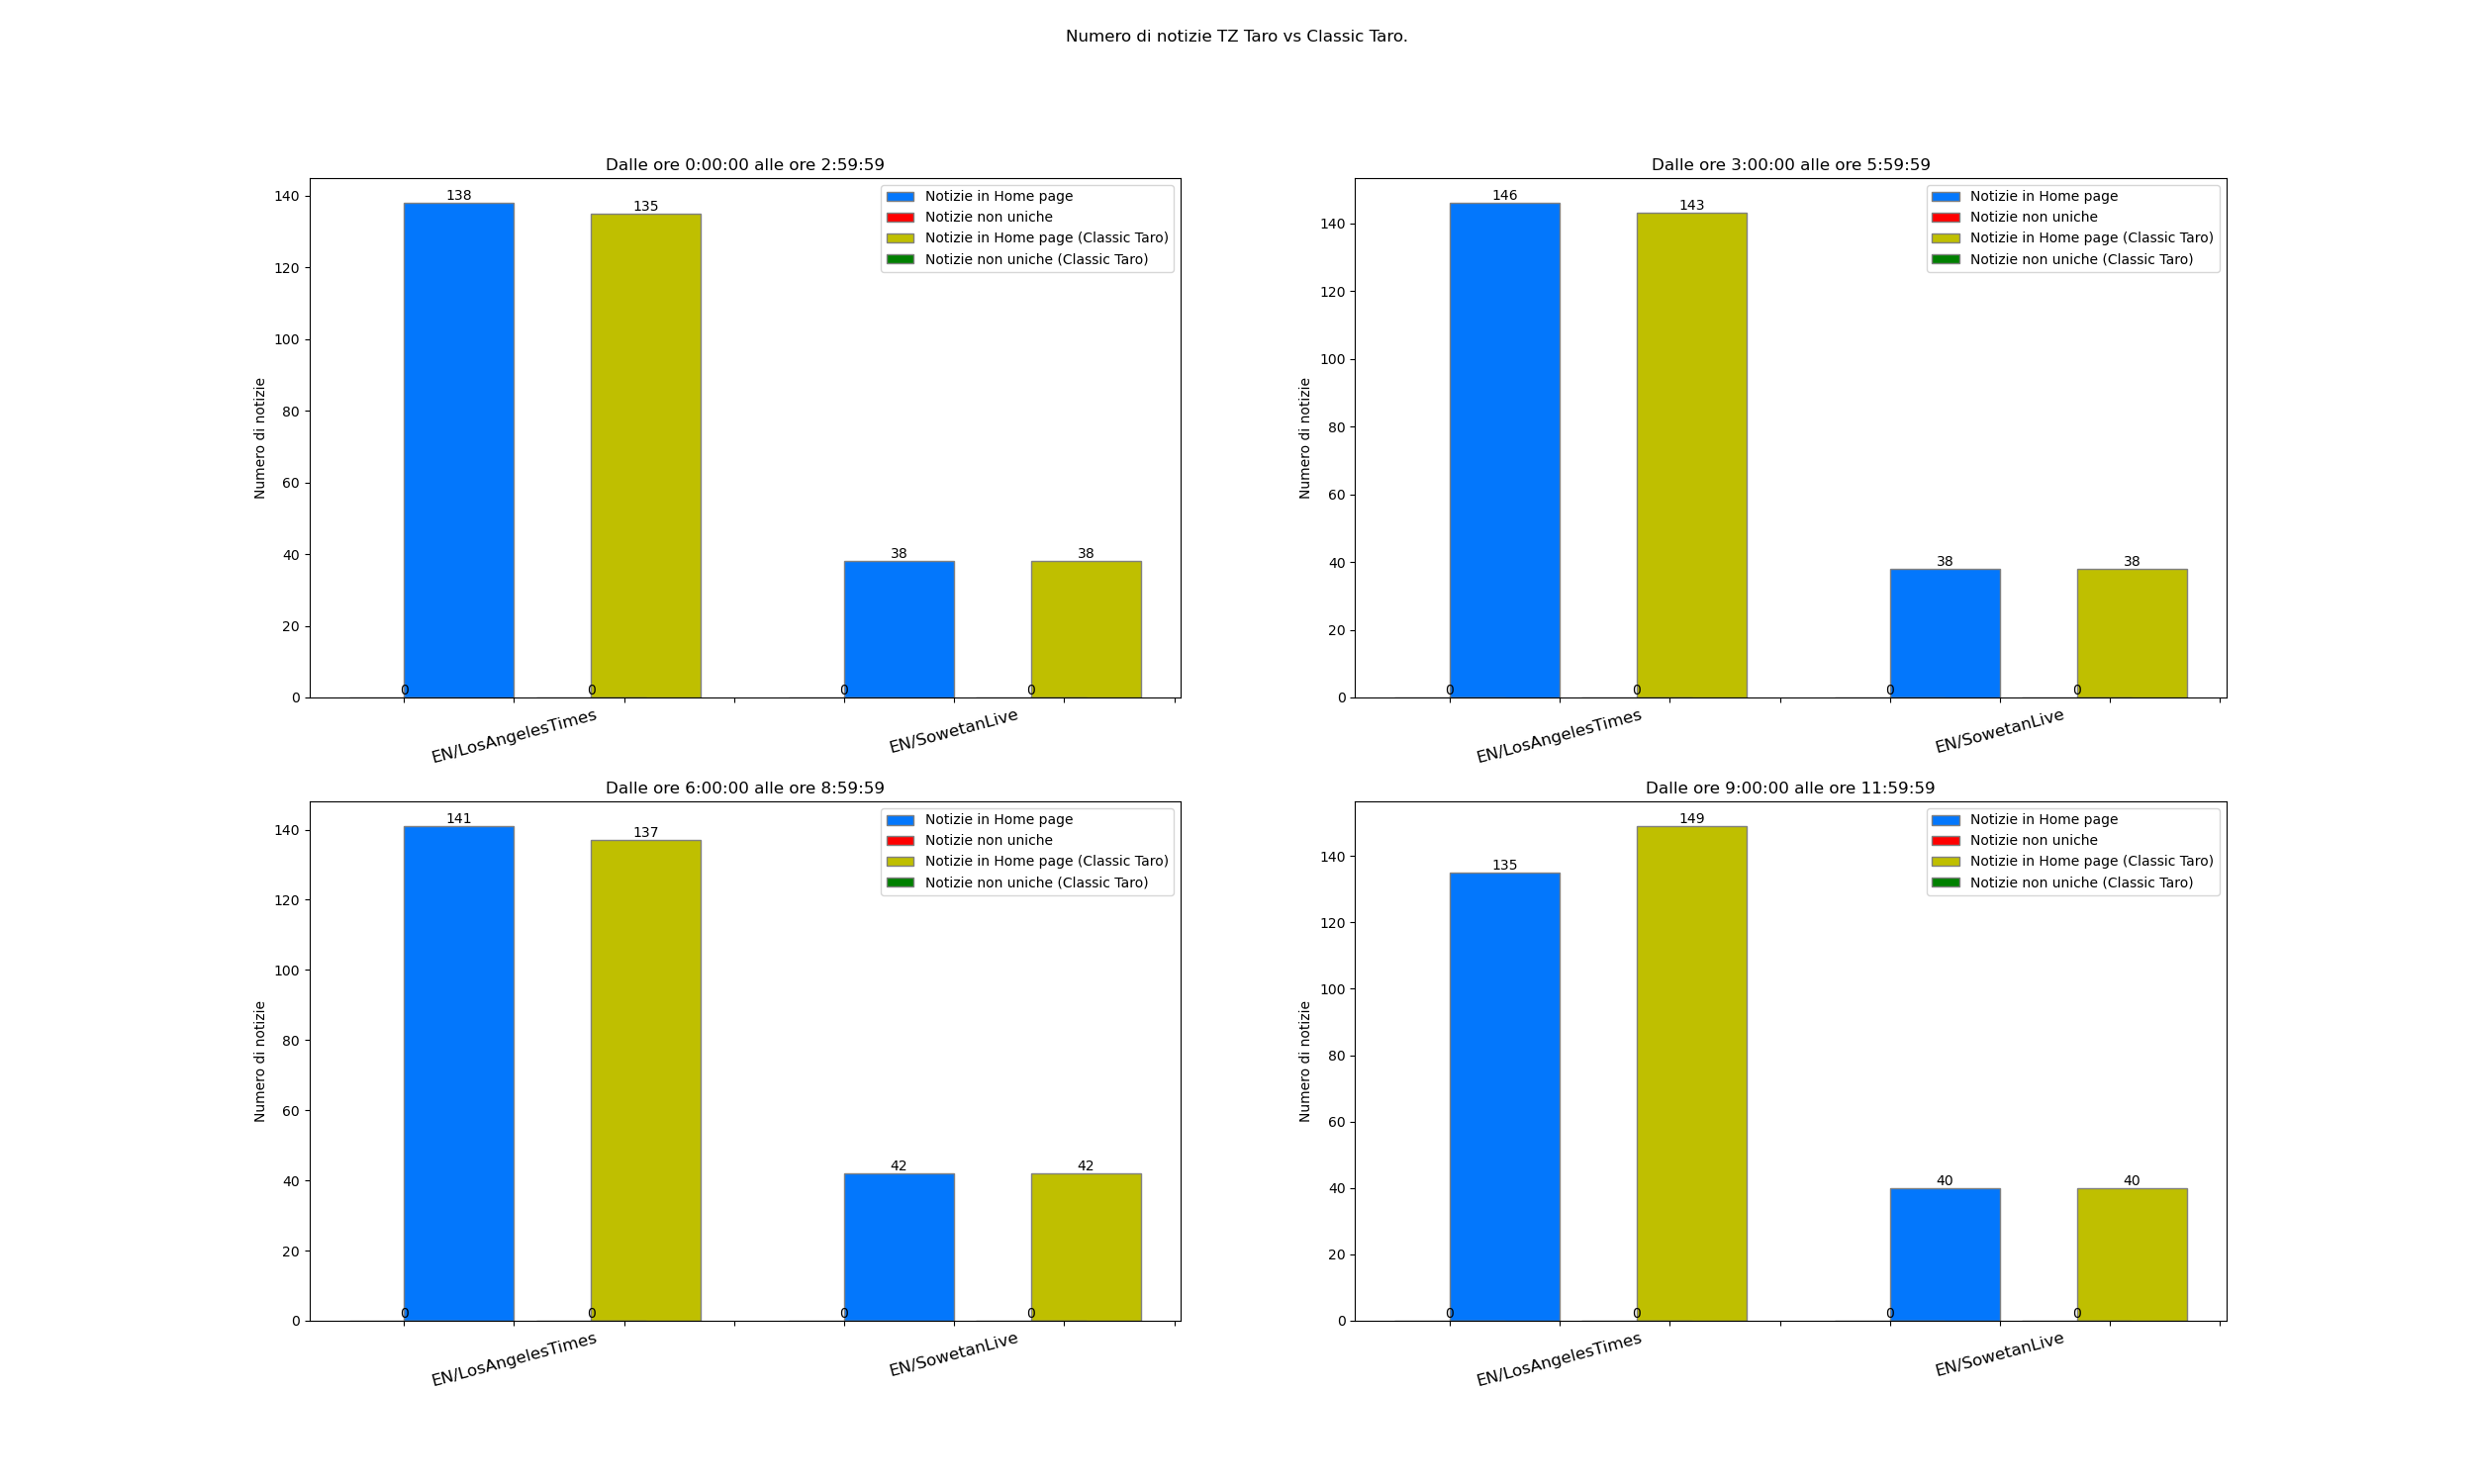 Numero di notizie TZ Taro vs Classic Taro.
Dalle ore 0:00:00 alle ore 2:59:59
Numero di notizie
140
120
100
80
60
40
20
0
138
135
38
38
0
0
0
0
Notizie in Home page
Notizie non uniche
Notizie in Home page (Classic Taro)
Notizie non uniche (Classic Taro)
EN/LosAngelesTimes
EN/SowetanLive
Dalle ore 3:00:00 alle ore 5:59:59
Numero di notizie
140
120
100
80
60
40
20
0
146
143
38
38
0
0
0
0
Notizie in Home page
Notizie non uniche
Notizie in Home page (Classic Taro)
Notizie non uniche (Classic Taro)
EN/LosAngelesTimes
EN/SowetanLive
Dalle ore 6:00:00 alle ore 8:59:59
Numero di notizie
140
120
100
80
60
40
20
0
141
137
42
42
0
0
0
0
Notizie in Home page
Notizie non uniche
Notizie in Home page (Classic Taro)
Notizie non uniche (Classic Taro)
EN/LosAngelesTimes
EN/SowetanLive
Dalle ore 9:00:00 alle ore 11:59:59
Numero di notizie
140
120
100
80
60
40
20
0
135
149
40
40
0
0
0
0
Notizie in Home page
Notizie non uniche
Notizie in Home page (Classic Taro)
Notizie non uniche (Classic Taro)
EN/LosAngelesTimes
EN/SowetanLive